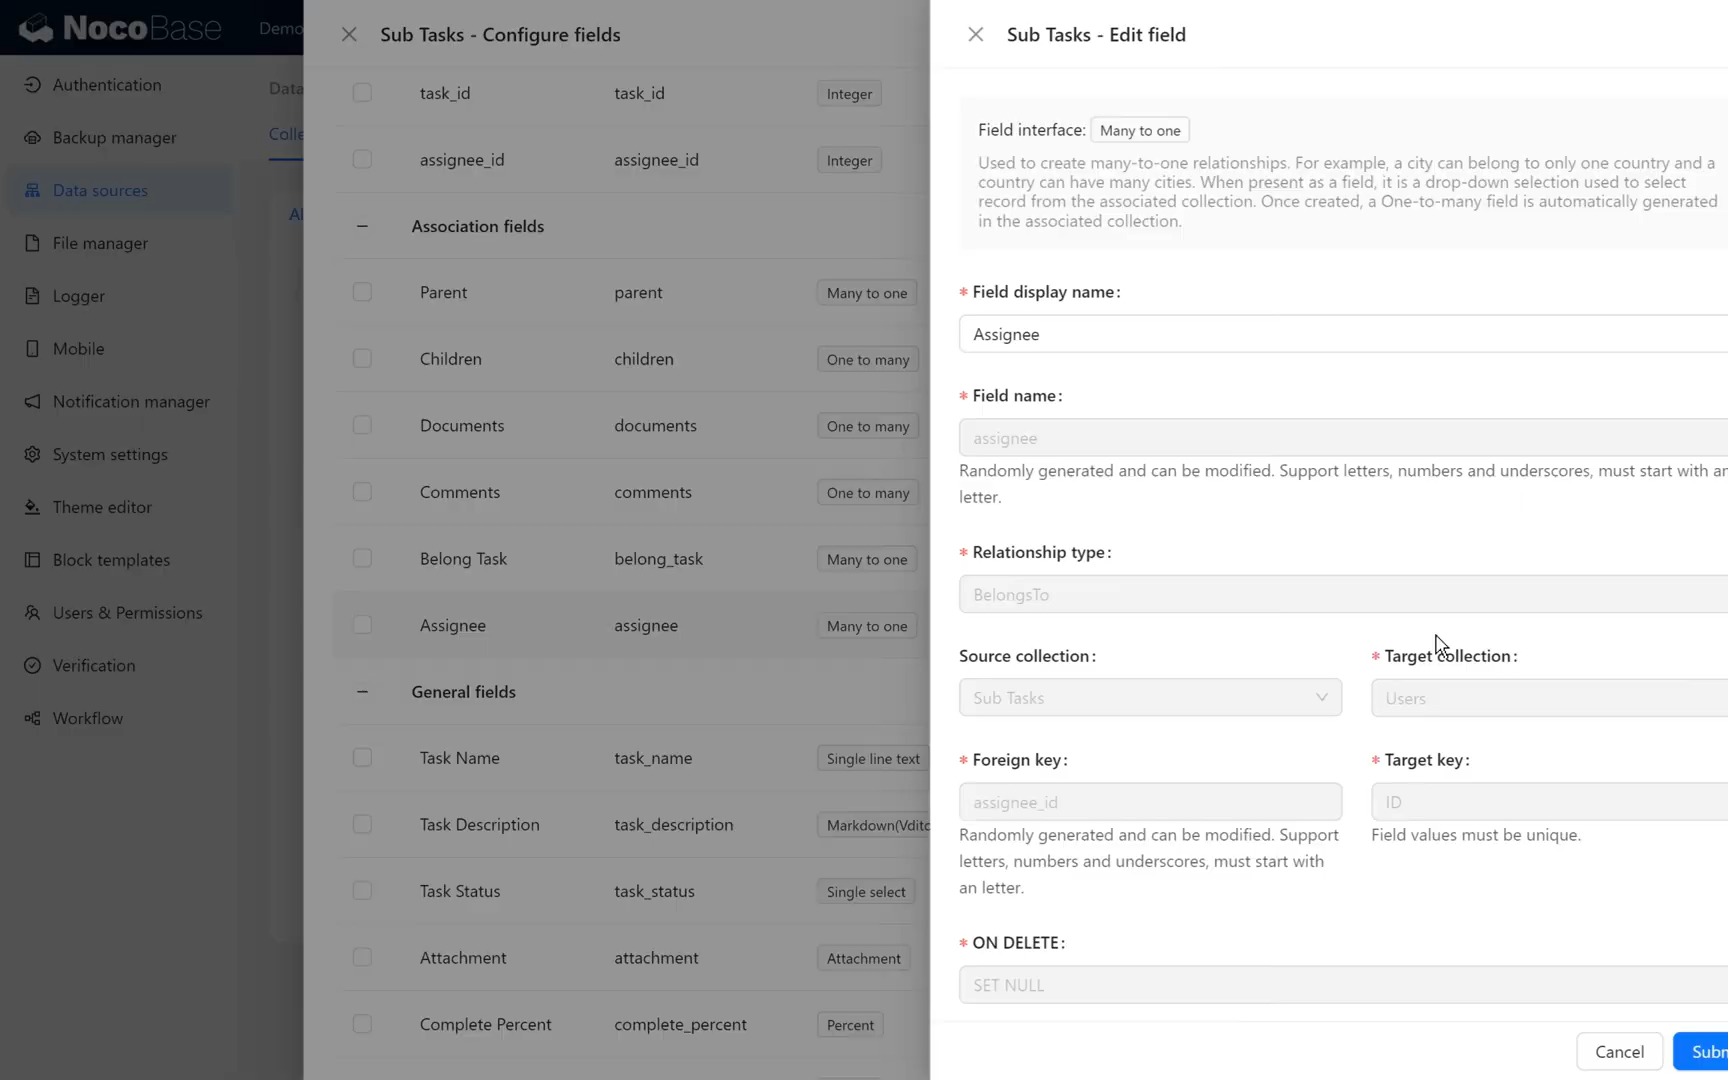 NocoBase
Demo
Authentication
Backup manager
Data sources
File manager
Logger
Mobile
Notification manager
System settings
Theme editor
Block templates
Users & Permissions
Verification
Workflow
Data
Colle
Al
Sub Tasks - Configure fields
task_id task_id Integer
assignee_id assignee_id Integer
Association fields
Parent parent Many to one
Children children One to many
Documents documents One to many
Comments comments One to many
Belong Task belong_task Many to one
Assignee assignee Many to one
General fields
Task Name task_name Single line text
Task Description task_description Markdown(Vdito
Task Status task_status Single select
Attachment attachment Attachment
Complete Percent complete_percent Percent
Sub Tasks - Edit field
Field interface: Many to one
Used to create many-to-one relationships. For example, a city can belong to only one country and a
country can have many cities. When present as a field, it is a drop-down selection used to select
record from the associated collection. Once created, a One-to-many field is automatically generated
in the associated collection.
* Field display name:
Assignee
* Field name:
assignee
Randomly generated and can be modified. Support letters, numbers and underscores, must start with an
letter.
* Relationship type:
BelongsTo
Source collection: * Target collection:
Sub Tasks Users
* Foreign key: * Target key:
assignee_id ID
Randomly generated and can be modified. Support Field values must be unique.
letters, numbers and underscores, must start with
an letter.
* ON DELETE:
SET NULL
Cancel Subm